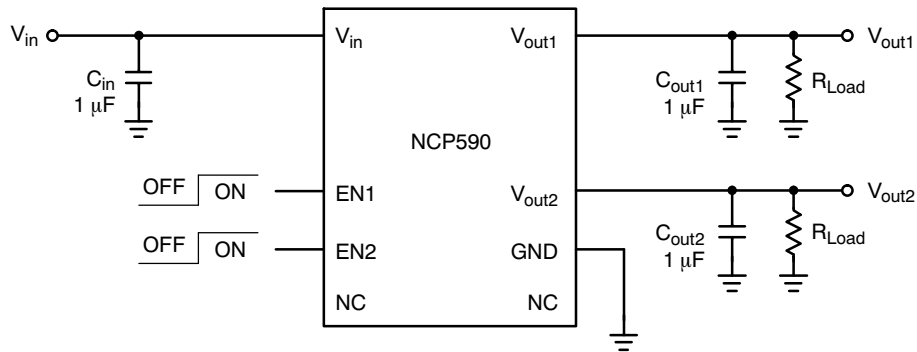 Vin
Cin
1 μF
Vin
Vout1
NCP590
EN1
Vout2
EN2
GND
NC
NC
OFF
ON
OFF
ON
Cout1
1 μF
RLoad
Vout1
Cout2
1 μF
RLoad
Vout2